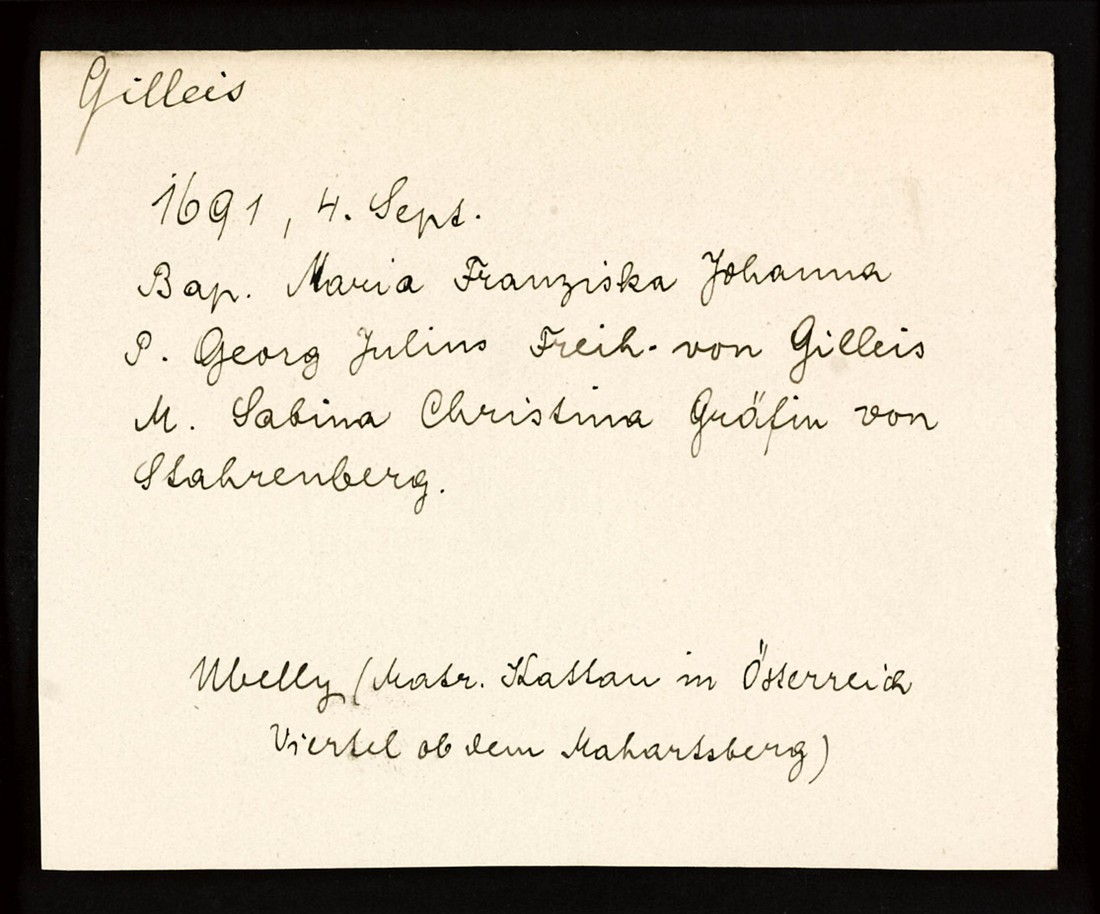 Gilleis
1691, 4. Sept.
Bap. Maria Franziska Johanna
P. Georg Julius Freih. von Gilleis
M. Sabina Christina Gräfin von
Stahrenberg.
Ubelly (Matr. Kattau in Österreich
Viertel ob dem Mahartsberg)